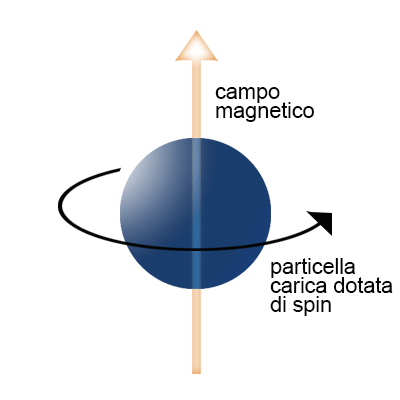 campo
magnetico
particella
carica dotata
di spin